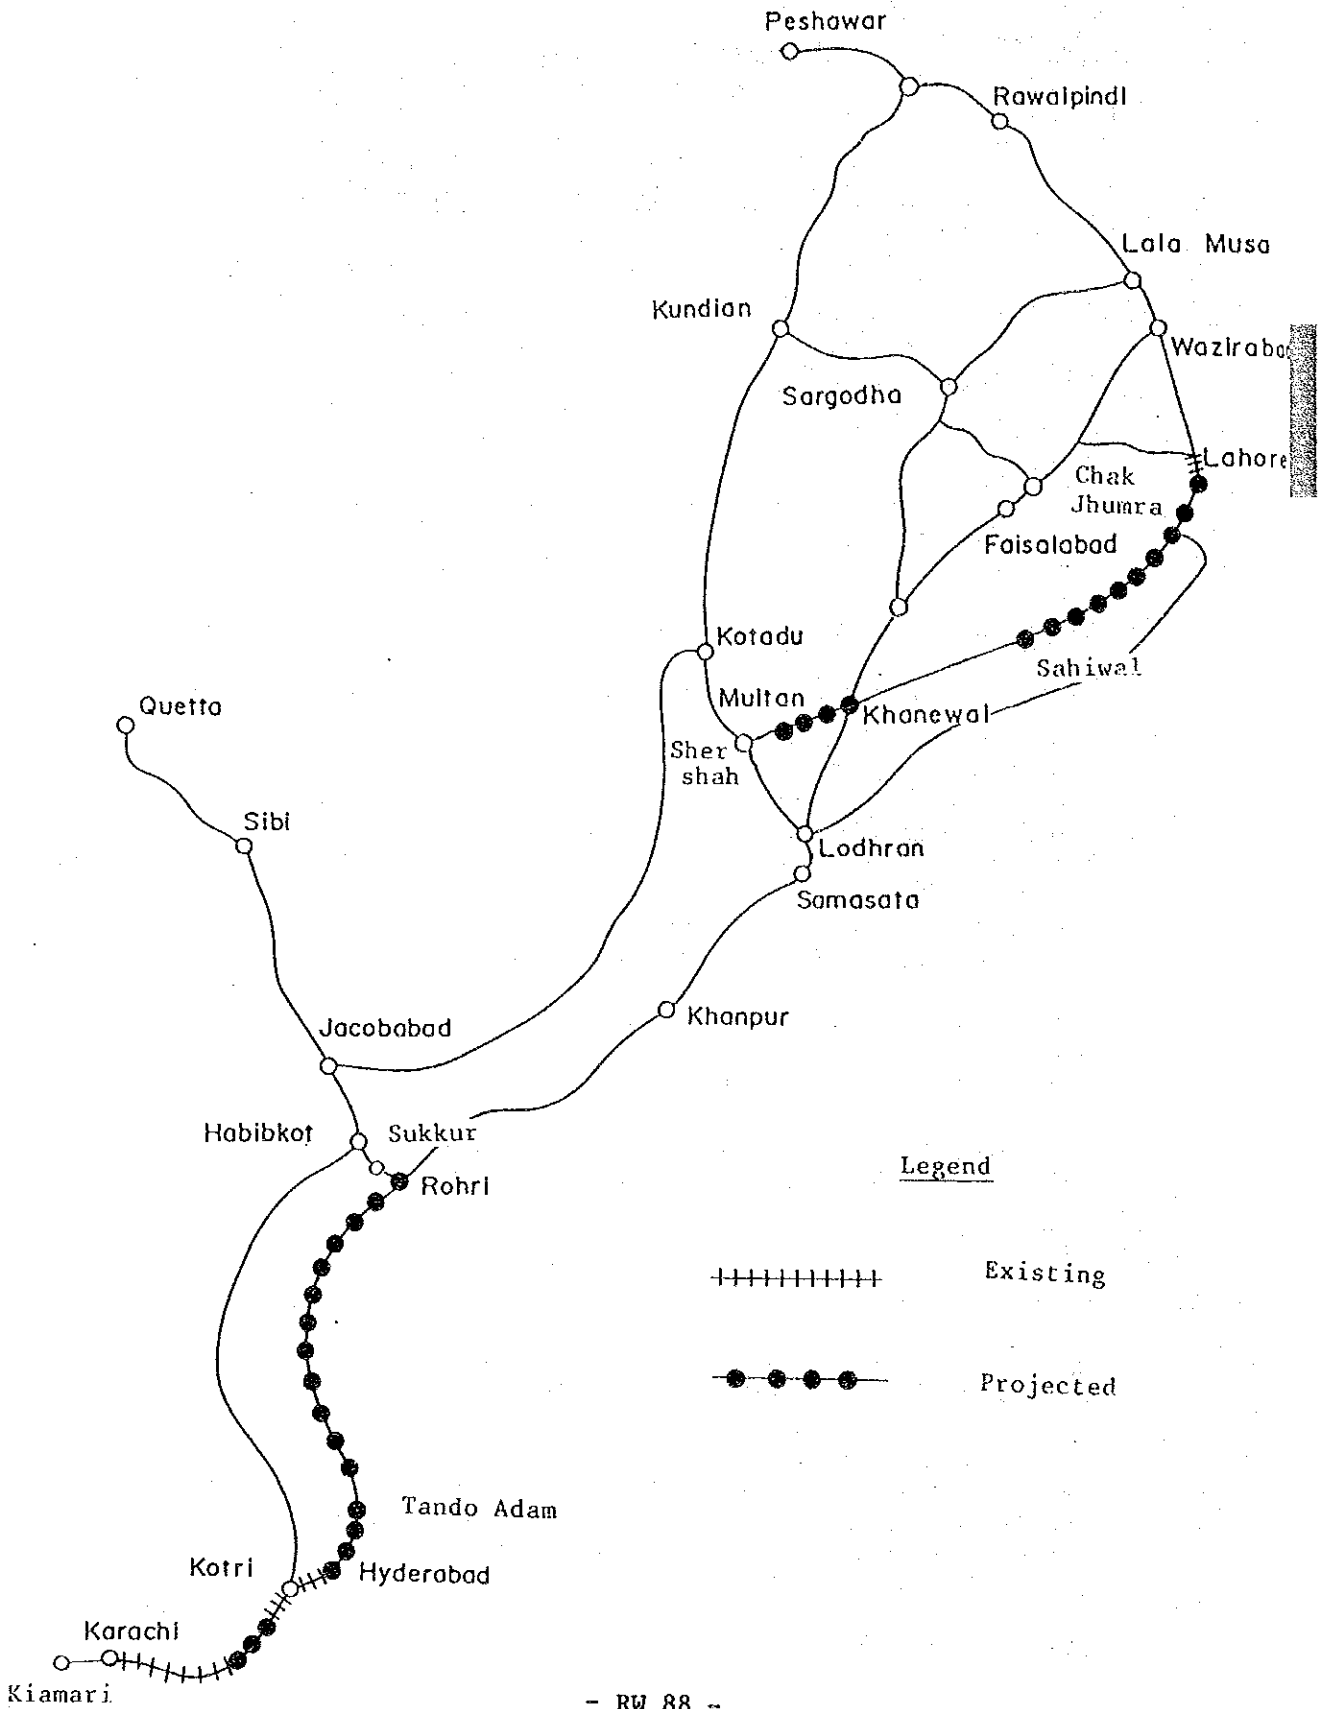 Peshawar
Rawalpindi
Lala Musa
Kundian
Wazirabad
Sargodha
Lahore
Chak
Jhumra
Faisalabad
Kotadu
Sahiwal
Multan
Quetta
Khanewal
Sher
shah
Sibi
Lodhran
Samasata
Khanpur
Jacobabad
Habibkot
Sukkur
Legend
Rohri
Existing
Projected
Tando Adam
Kotri
Hyderabad
Karachi
Kiamari
- RW 88 -